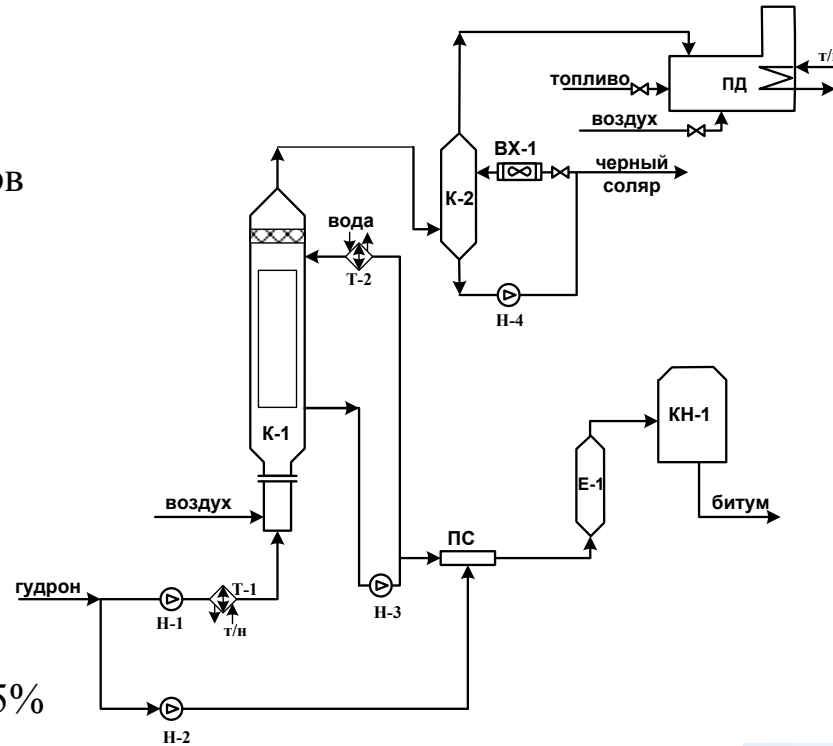 т/н
топливо
ПД
воздух
ВХ-1
черный
соляр
ов
К-2
вода
Т-2
Н-4
КН-1
К-1
Е-1
воздух
битум
ПС
гудрон
Т-1
Н-1
т/н
Н-3
5%
Н-2